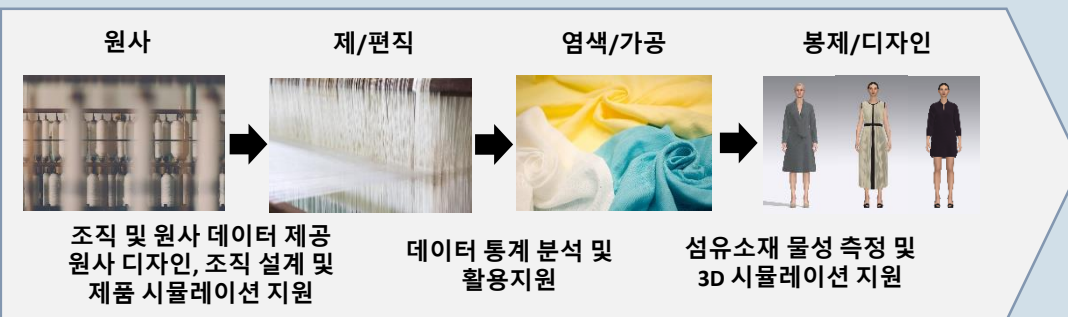 원사
제/편직
염색/가공
봉제/디자인
조직 및 원사 데이터 제공
원사 디자인, 조직 설계 및
제품 시뮬레이션 지원
데이터 통계 분석 및
활용지원
섬유소재 물성 측정 및
3D 시뮬레이션 지원